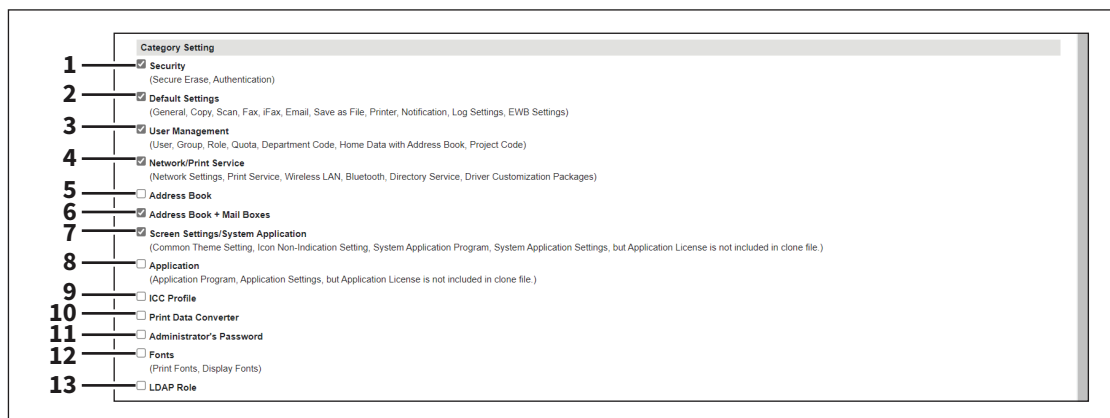 Category Setting
1 Security
(Secure Erase, Authentication)
2 Default Settings
(General, Copy, Scan, Fax, iFax, Email, Save as File, Printer, Notification, Log Settings, EWB Settings)
3 User Management
(User, Group, Role, Quota, Department Code, Home Data with Address Book, Project Code)
4 Network/Print Service
(Network Settings, Print Service, Wireless LAN, Bluetooth, Directory Service, Driver Customization Packages)
5 Address Book
6 Address Book + Mail Boxes
7 Screen Settings/System Application
(Common Theme Setting, Icon Non-Indication Setting, System Application Program, System Application Settings, but Application License is not included in clone file.)
8 Application
(Application Program, Application Settings, but Application License is not included in clone file.)
9 ICC Profile
10 Print Data Converter
11 Administrator's Password
12 Fonts
(Print Fonts, Display Fonts)
13 LDAP Role